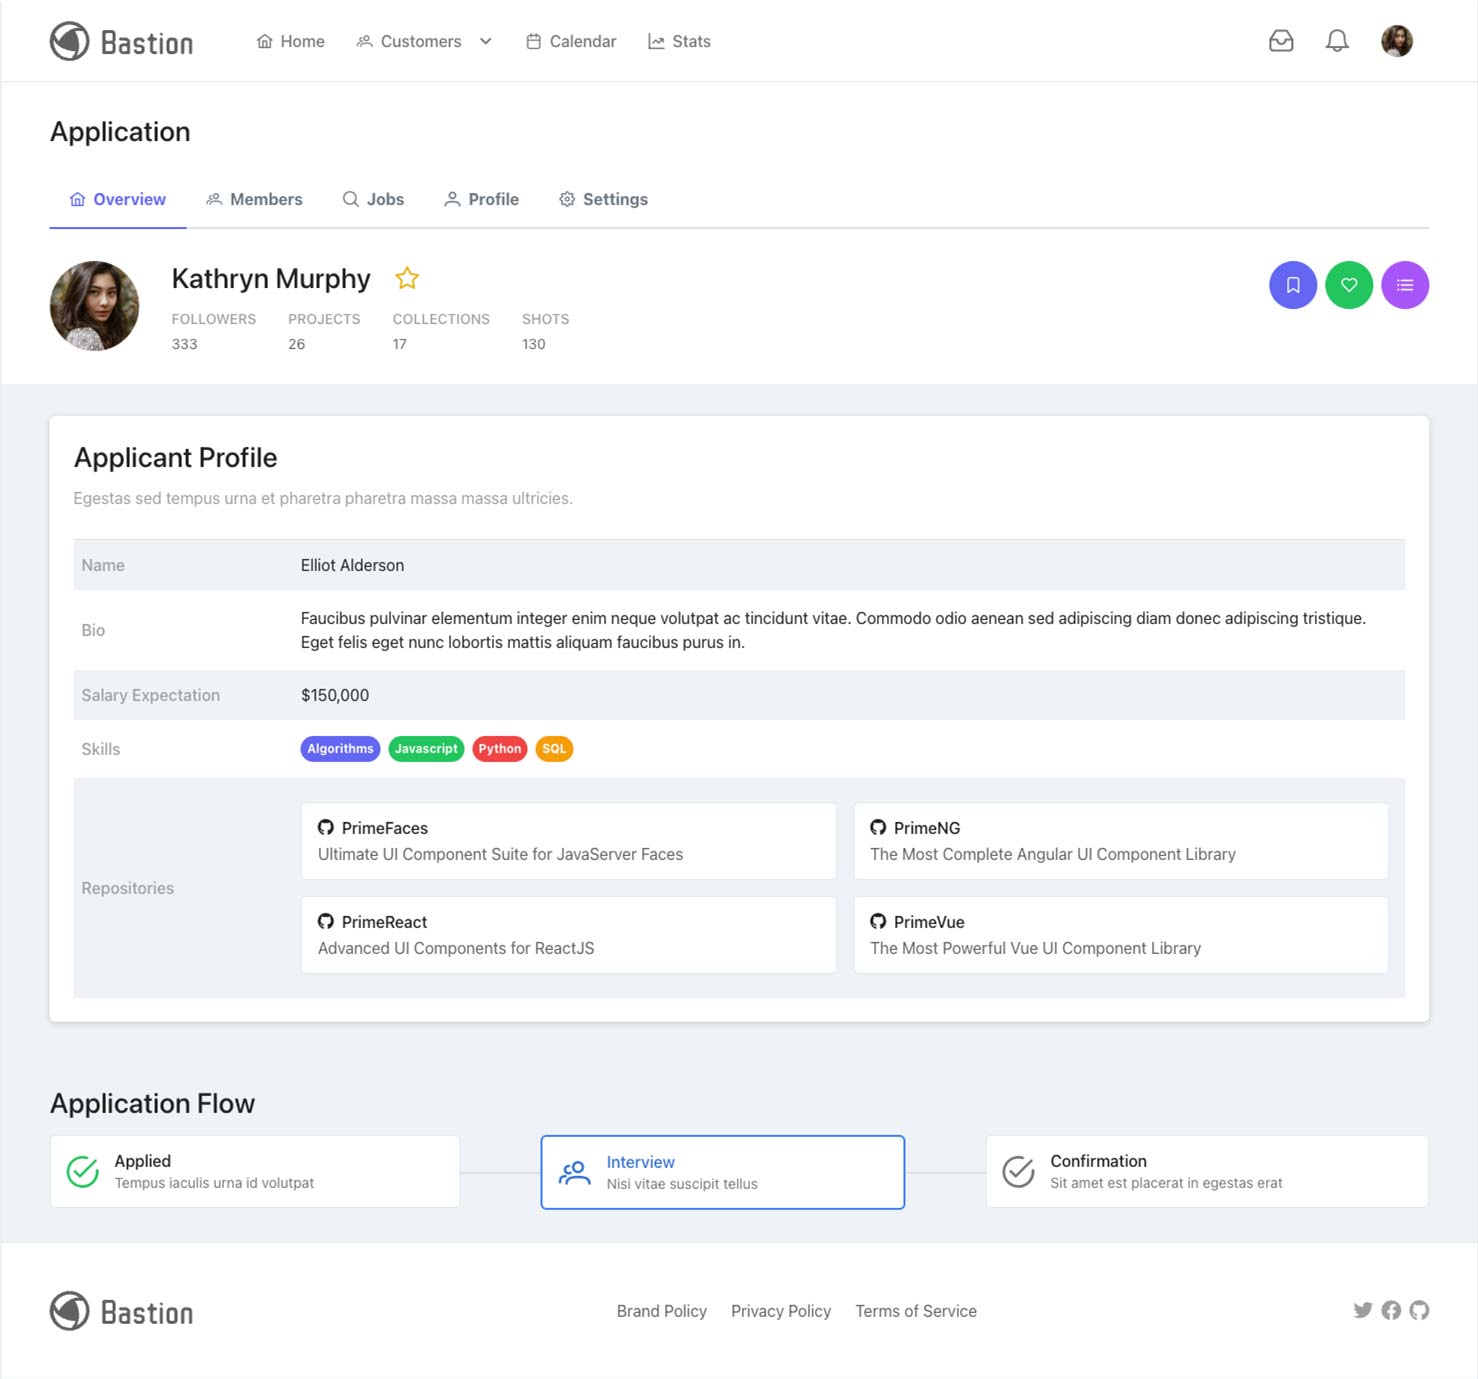 Bastion
Home
Customers
Calendar
Stats
Application
Overview
Members
Jobs
Profile
Settings
Kathryn Murphy
FOLLOWERS
333
PROJECTS
26
COLLECTIONS
17
SHOTS
130
Applicant Profile
Egestas sed tempus urna et pharetra pharetra massa massa ultricies.
Name
Elliot Alderson
Bio
Faucibus pulvinar elementum integer enim neque volutpat ac tincidunt vitae. Commodo odio aenean sed adipiscing diam donec adipiscing tristique.
Eget felis eget nunc lobortis mattis aliquam faucibus purus in.
Salary Expectation
$150,000
Skills
Algorithms
Javascript
Python
SQL
Repositories
PrimeFaces
Ultimate UI Component Suite for JavaServer Faces
PrimeNG
The Most Complete Angular UI Component Library
PrimeReact
Advanced UI Components for ReactJS
PrimeVue
The Most Powerful Vue UI Component Library
Application Flow
Applied
Tempus iaculis urna id volutpat
Interview
Nisi vitae suscipit tellus
Confirmation
Sit amet est placerat in egestas erat
Bastion
Brand Policy
Privacy Policy
Terms of Service